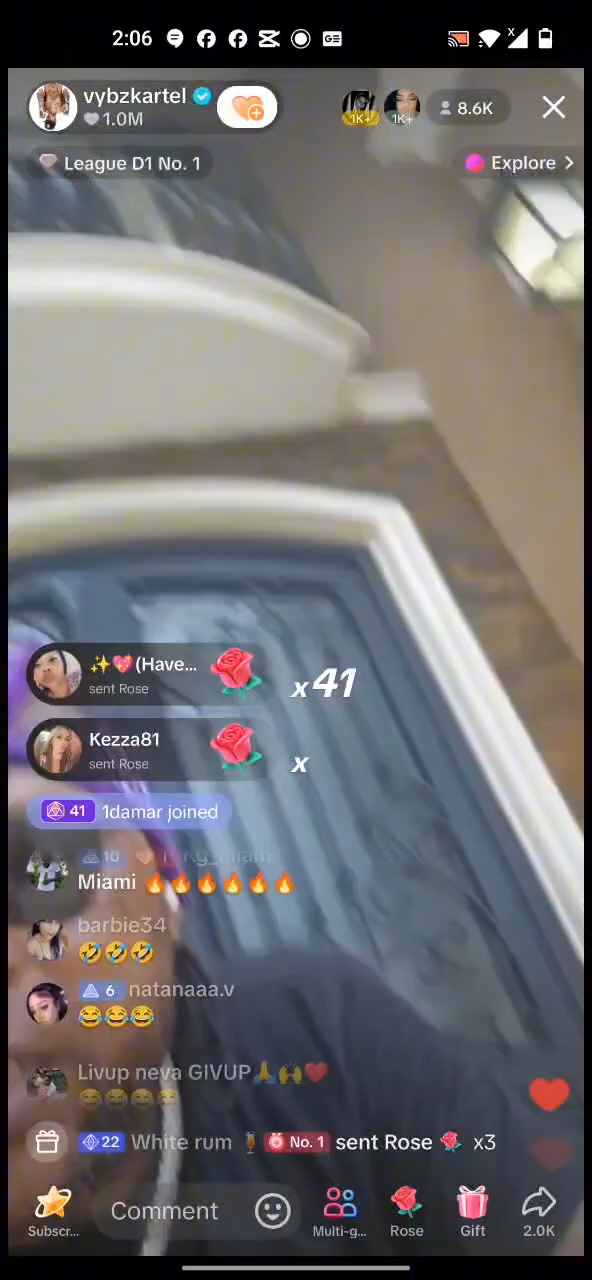 2:06
vybzkartel
1.0M
1K+
1K+
8.6K
League D1 No. 1
Explore >
✨💖(Have...
sent Rose
x41
Kezza81
sent Rose
x
41 1damar joined
10
Miami 🔥🔥🔥🔥🔥🔥
barbie34
🤣🤣🤣
6 natanaaa.v
😂😂😂
Livup neva GIVUP🙏🙌❤️
😂😂😂😂
22 White rum 🍹 No. 1 sent Rose 🌹 x3
Comment
Subscr...
Multi-g...
Rose
Gift
2.0K